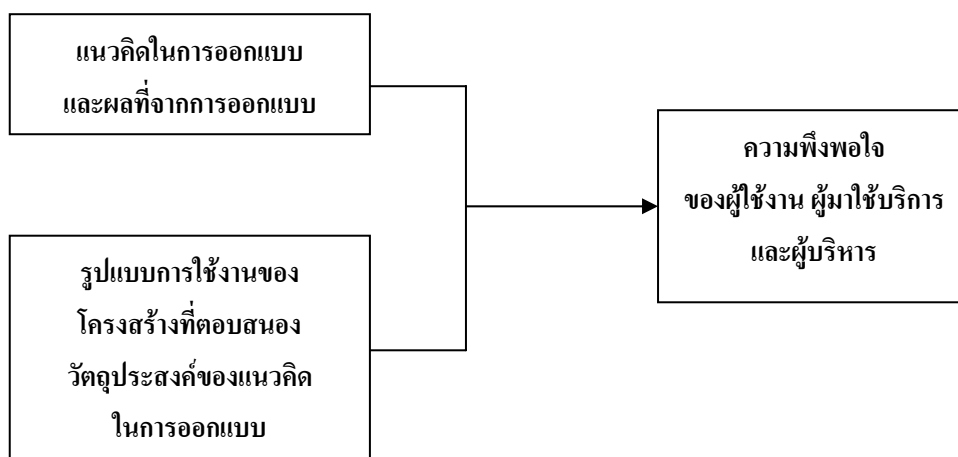 แนวคิดในการออกแบบ
และผลที่จากการออกแบบ
ความพึงพอใจ
ของผู้ใช้งาน ผู้มาใช้บริการ
และผู้บริหาร
รูปแบบการใช้งานของ
โครงสร้างที่ตอบสนอง
วัตถุประสงค์ของแนวคิด
ในการออกแบบ